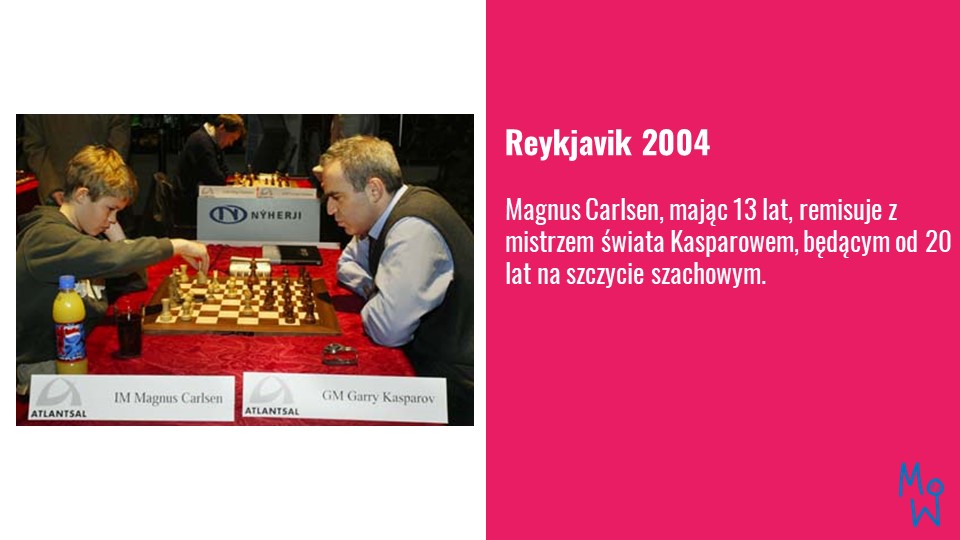 Reykjavik 2004
Magnus Carlsen, mając 13 lat, remisuje z
mistrzem świata Kasparowem, będącym od 20
lat na szczycie szachowym.
NÝHERJI
IM Magnus Carlsen
ATLANTSAL
GM Garry Kasparov
ATLANTSAL
MoW